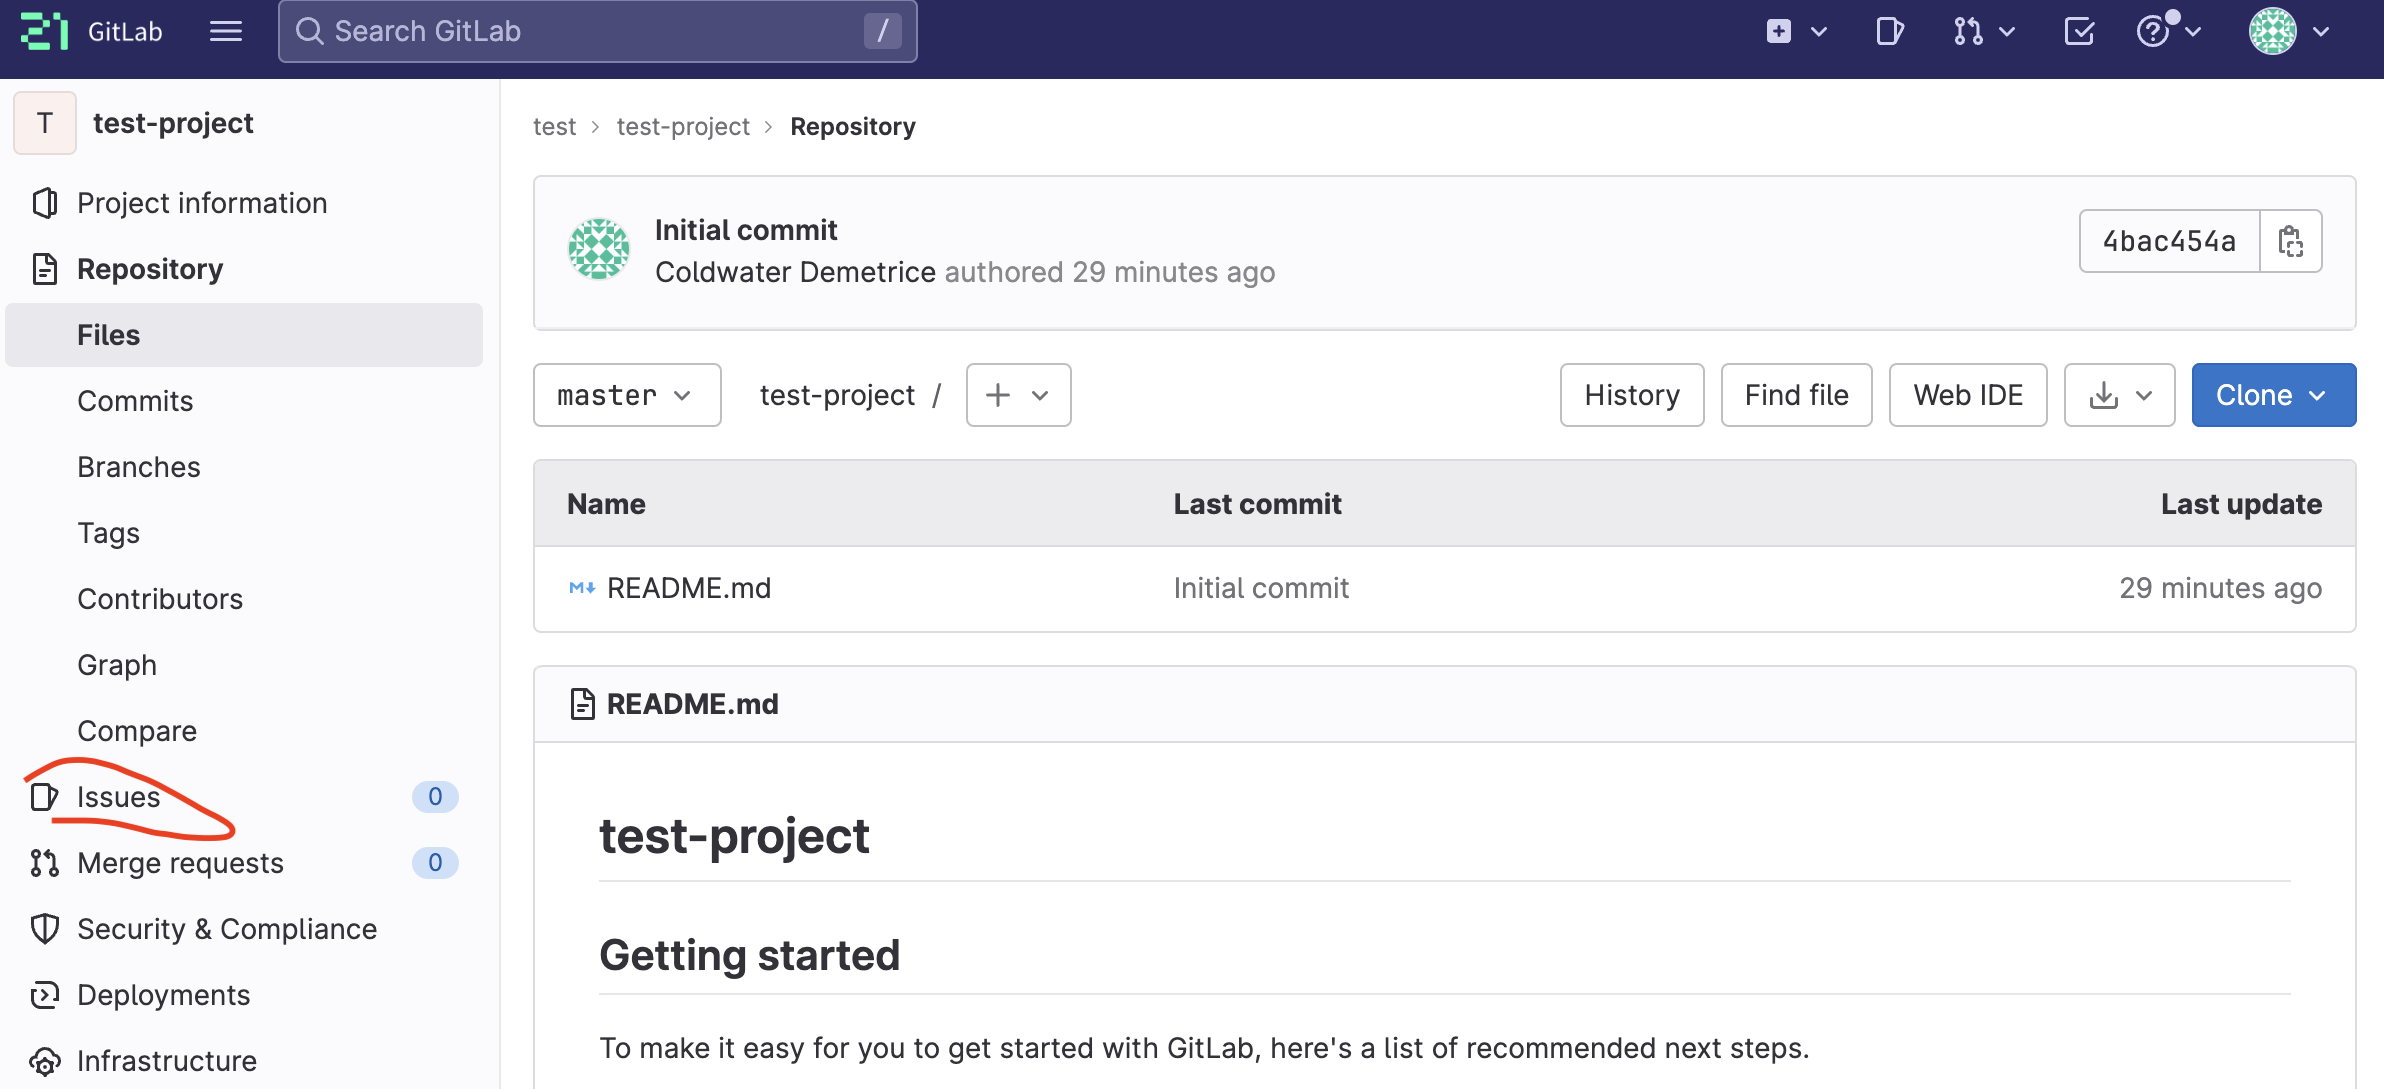 GitLab
Search GitLab /
T test-project
Project information
Repository
Files
Commits
Branches
Tags
Contributors
Graph
Compare
Issues 0
Merge requests 0
Security & Compliance
Deployments
Infrastructure
test > test-project > Repository
Initial commit
Coldwater Demetrice authored 29 minutes ago
4bac454a
master test-project / +
History Find file Web IDE Clone
Name Last commit Last update
README.md Initial commit 29 minutes ago
README.md
test-project
Getting started
To make it easy for you to get started with GitLab, here's a list of recommended next steps.